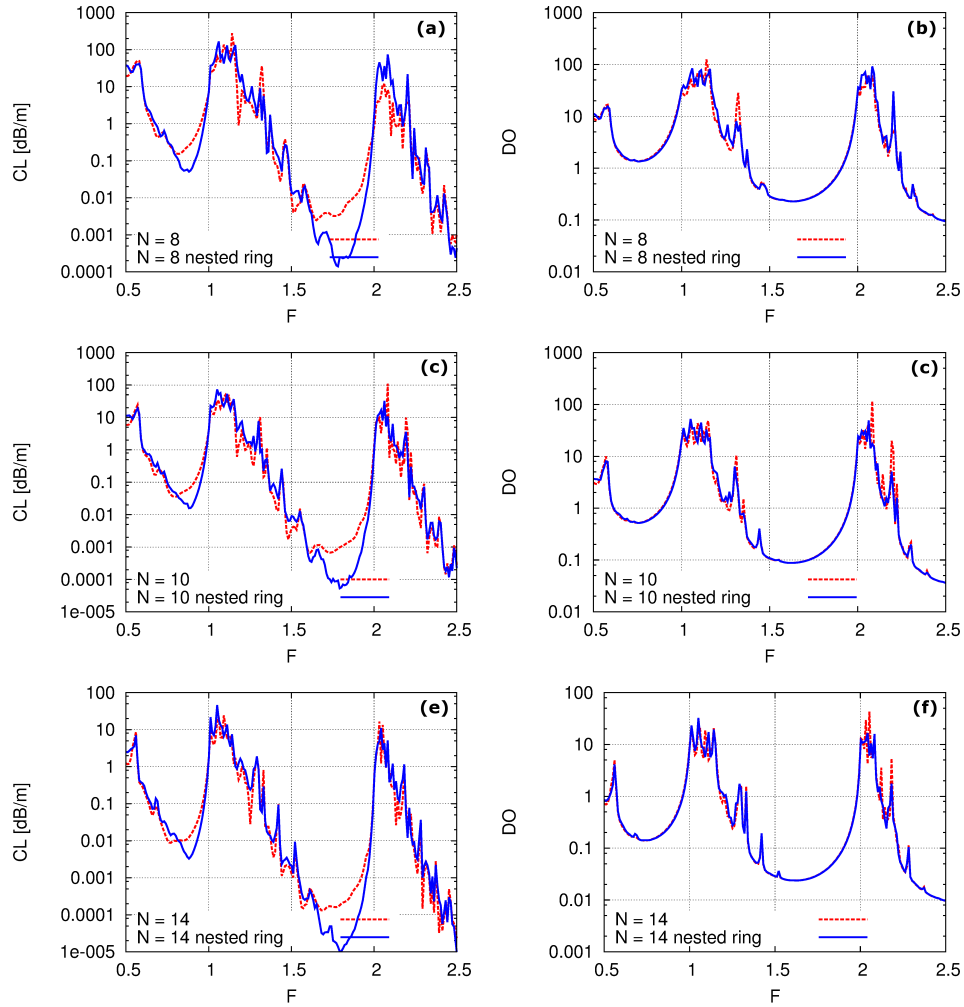 (a)
CL [dB/m]
1000
100
10
1
0.1
0.01
0.001
0.0001
N = 8
N = 8 nested ring
0.5 1 1.5 2 2.5
F
(b)
DO
1000
100
10
1
0.1
0.01
N = 8
N = 8 nested ring
0.5 1 1.5 2 2.5
F
(c)
CL [dB/m]
1000
100
10
1
0.1
0.01
0.001
0.0001
1e-005
N = 10
N = 10 nested ring
0.5 1 1.5 2 2.5
F
(c)
DO
1000
100
10
1
0.1
0.01
N = 10
N = 10 nested ring
0.5 1 1.5 2 2.5
F
(e)
CL [dB/m]
100
10
1
0.1
0.01
0.001
0.0001
1e-005
N = 14
N = 14 nested ring
0.5 1 1.5 2 2.5
F
(f)
DO
100
10
1
0.1
0.01
0.001
N = 14
N = 14 nested ring
0.5 1 1.5 2 2.5
F